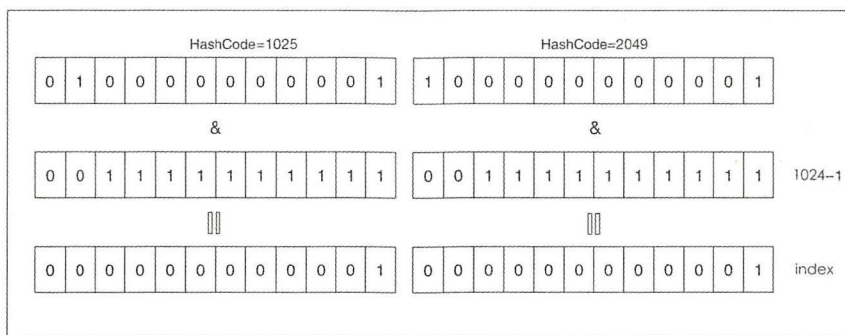 HashCode=1025 HashCode=2049
0 1 0 0 0 0 0 0 0 0 0 1 1 0 0 0 0 0 0 0 0 0 0 1
& &
0 0 1 1 1 1 1 1 1 1 1 1 0 0 1 1 1 1 1 1 1 1 1 1 1024-1
0 0 0 0 0 0 0 0 0 0 0 1 0 0 0 0 0 0 0 0 0 0 0 1 index